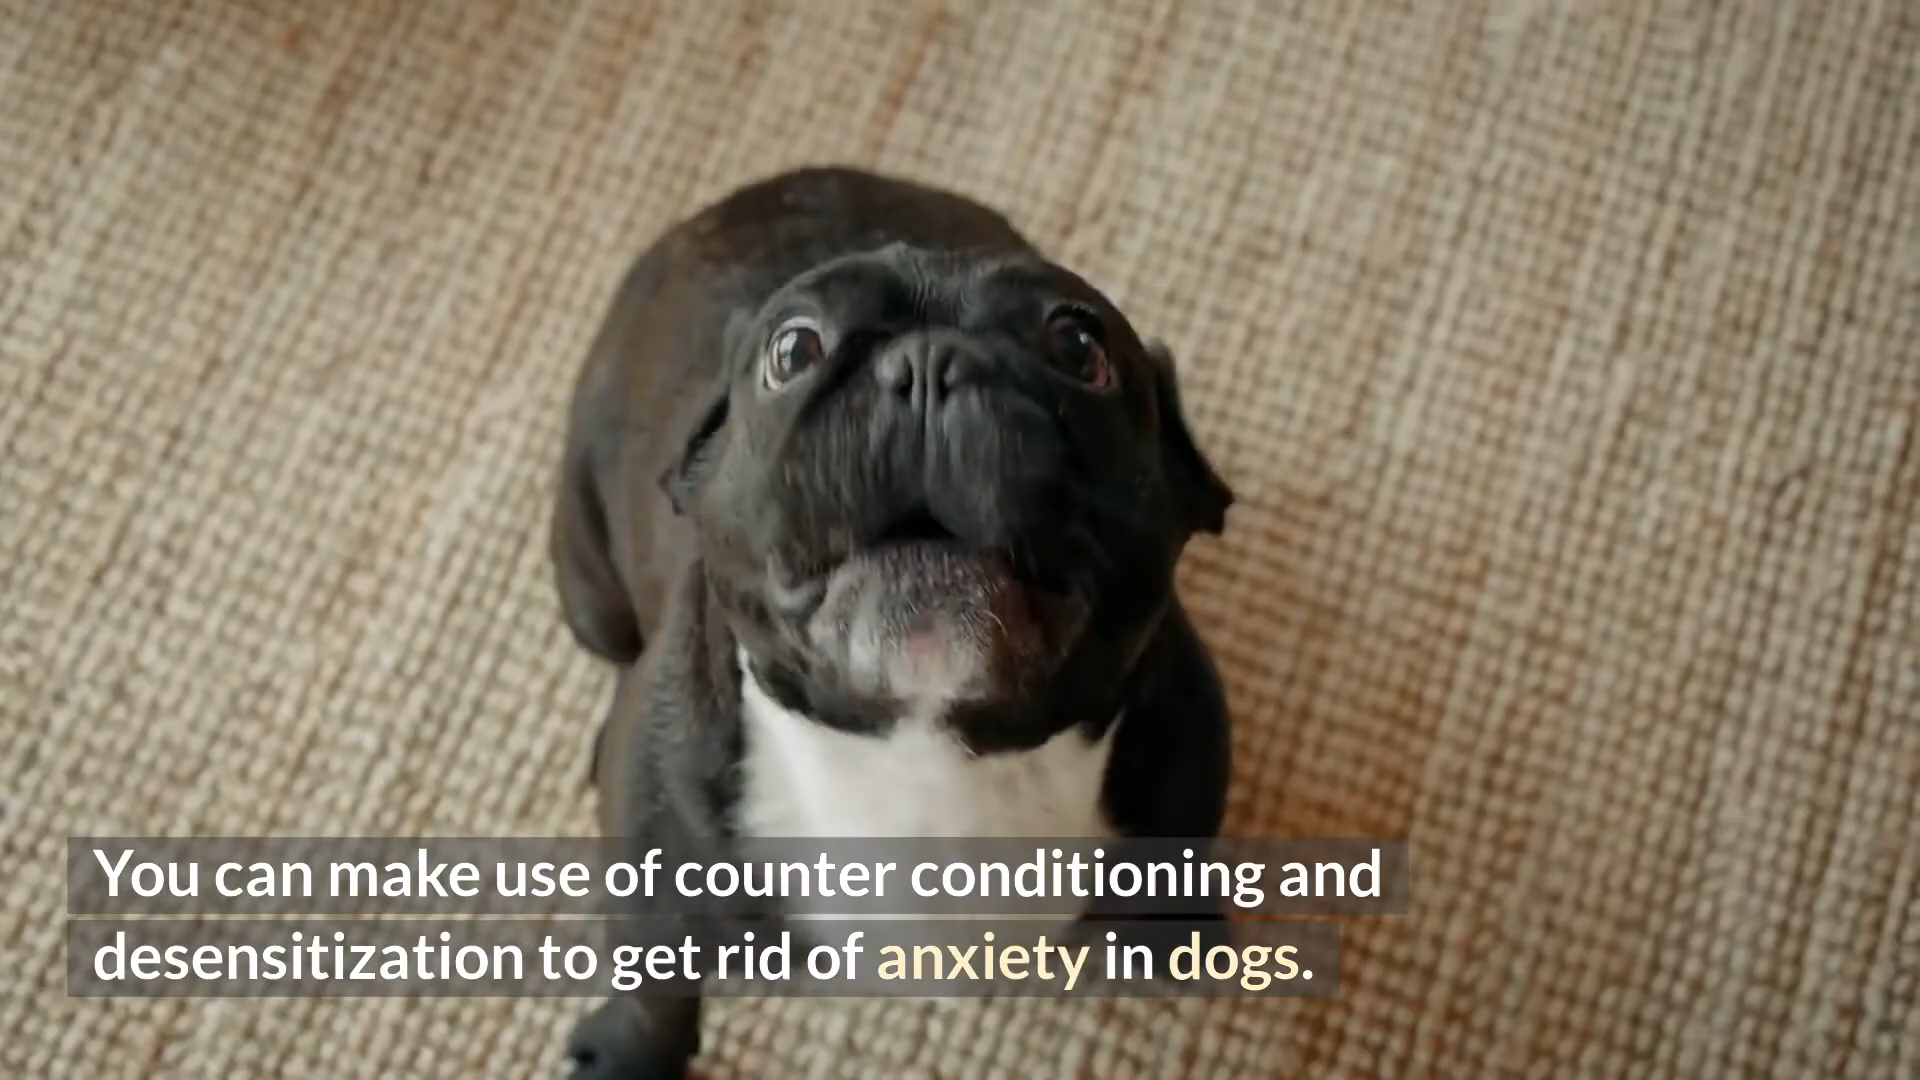 You can make use of counter conditioning and
desensitization to get rid of anxiety in dogs.